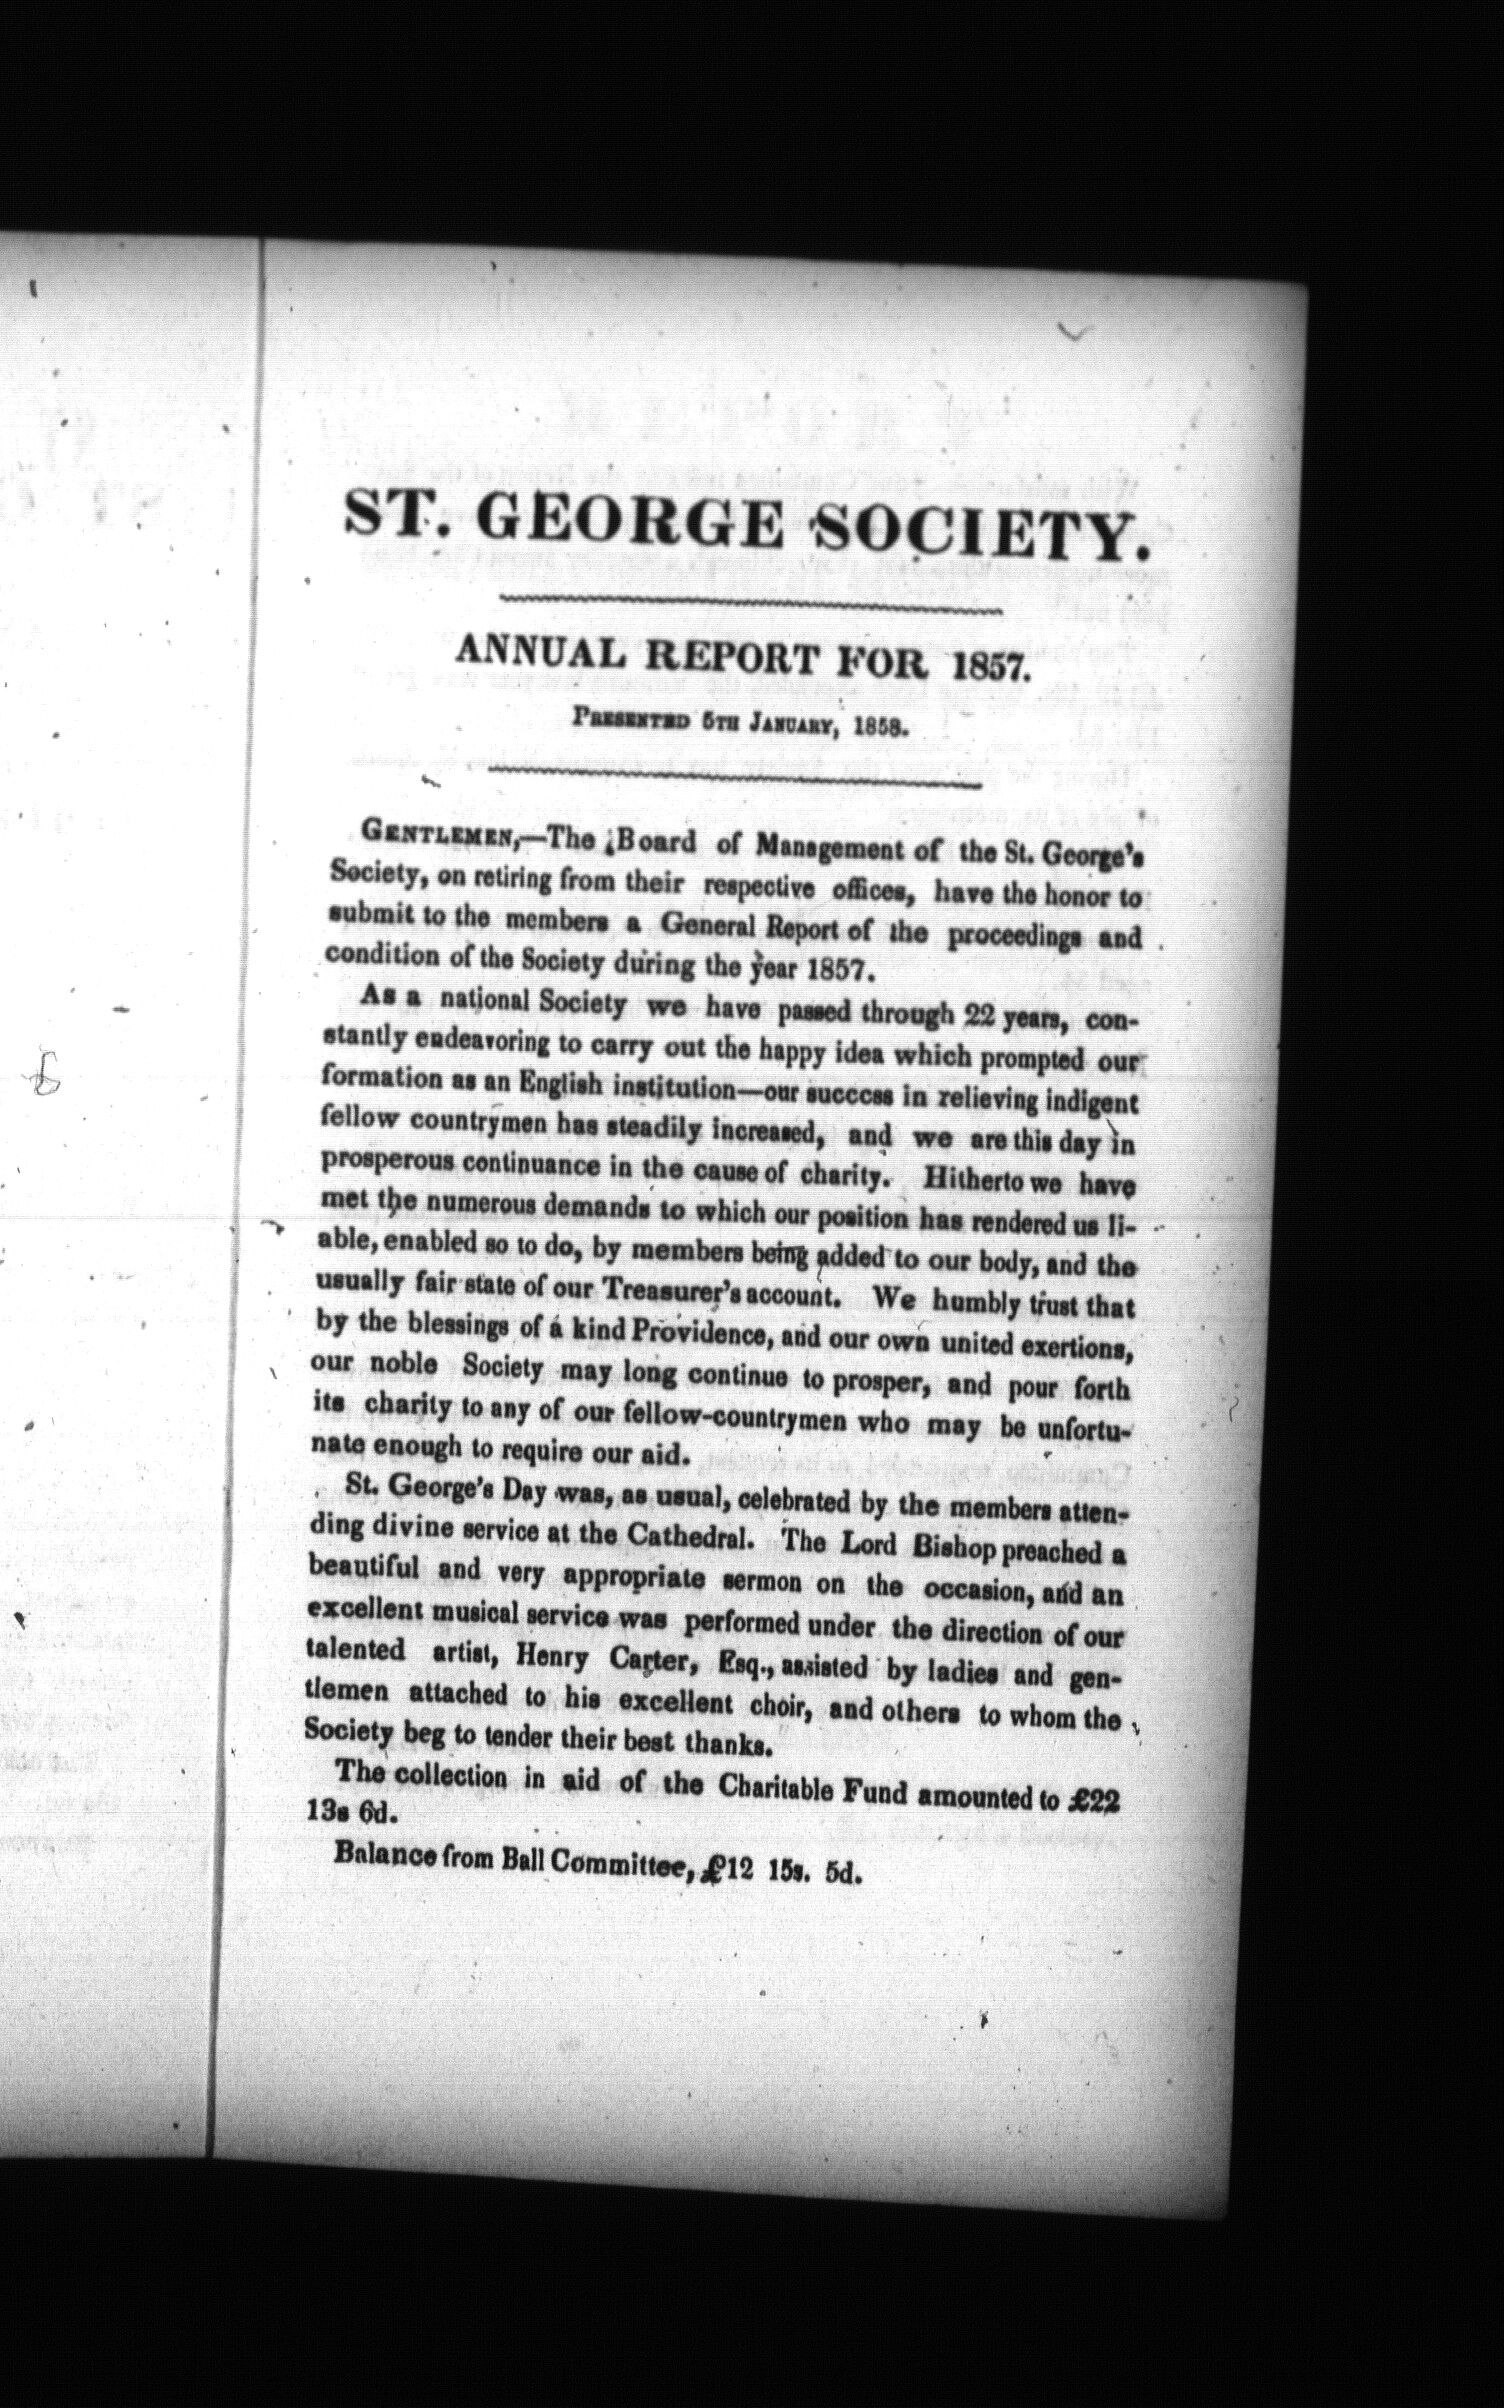 ST. GEORGE SOCIETY.
ANNUAL REPORT FOR 1857.
PRESENTED 5TH JANUARY, 1858.
GENTLEMEN,—The Board of Management of the St. George's
Society, on retiring from their respective offices, have the honor to
submit to the members a General Report of the proceedings and
condition of the Society during the year 1857.
As a national Society we have passed through 22 years, con-
stantly endeavoring to carry out the happy idea which prompted our
formation as an English institution—our success in relieving indigent
fellow countrymen has steadily increased, and we are this day in
prosperous continuance in the cause of charity. Hitherto we have
met the numerous demands to which our position has rendered us li-
able, enabled so to do, by members being added to our body, and the
usually fair state of our Treasurer's account. We humbly trust that
by the blessings of a kind Providence, and our own united exertions,
our noble Society may long continue to prosper, and pour forth
its charity to any of our fellow-countrymen who may be unfortu-
nate enough to require our aid.
St. George's Day was, as usual, celebrated by the members atten-
ding divine service at the Cathedral. The Lord Bishop preached a
beautiful and very appropriate sermon on the occasion, and an
excellent musical service was performed under the direction of our
talented artist, Henry Carter, Esq., assisted by ladies and gen-
tlemen attached to his excellent choir, and others to whom the
Society beg to tender their best thanks.
The collection in aid of the Charitable Fund amounted to £22
13s 6d.
Balance from Ball Committee, £12 15s. 5d.